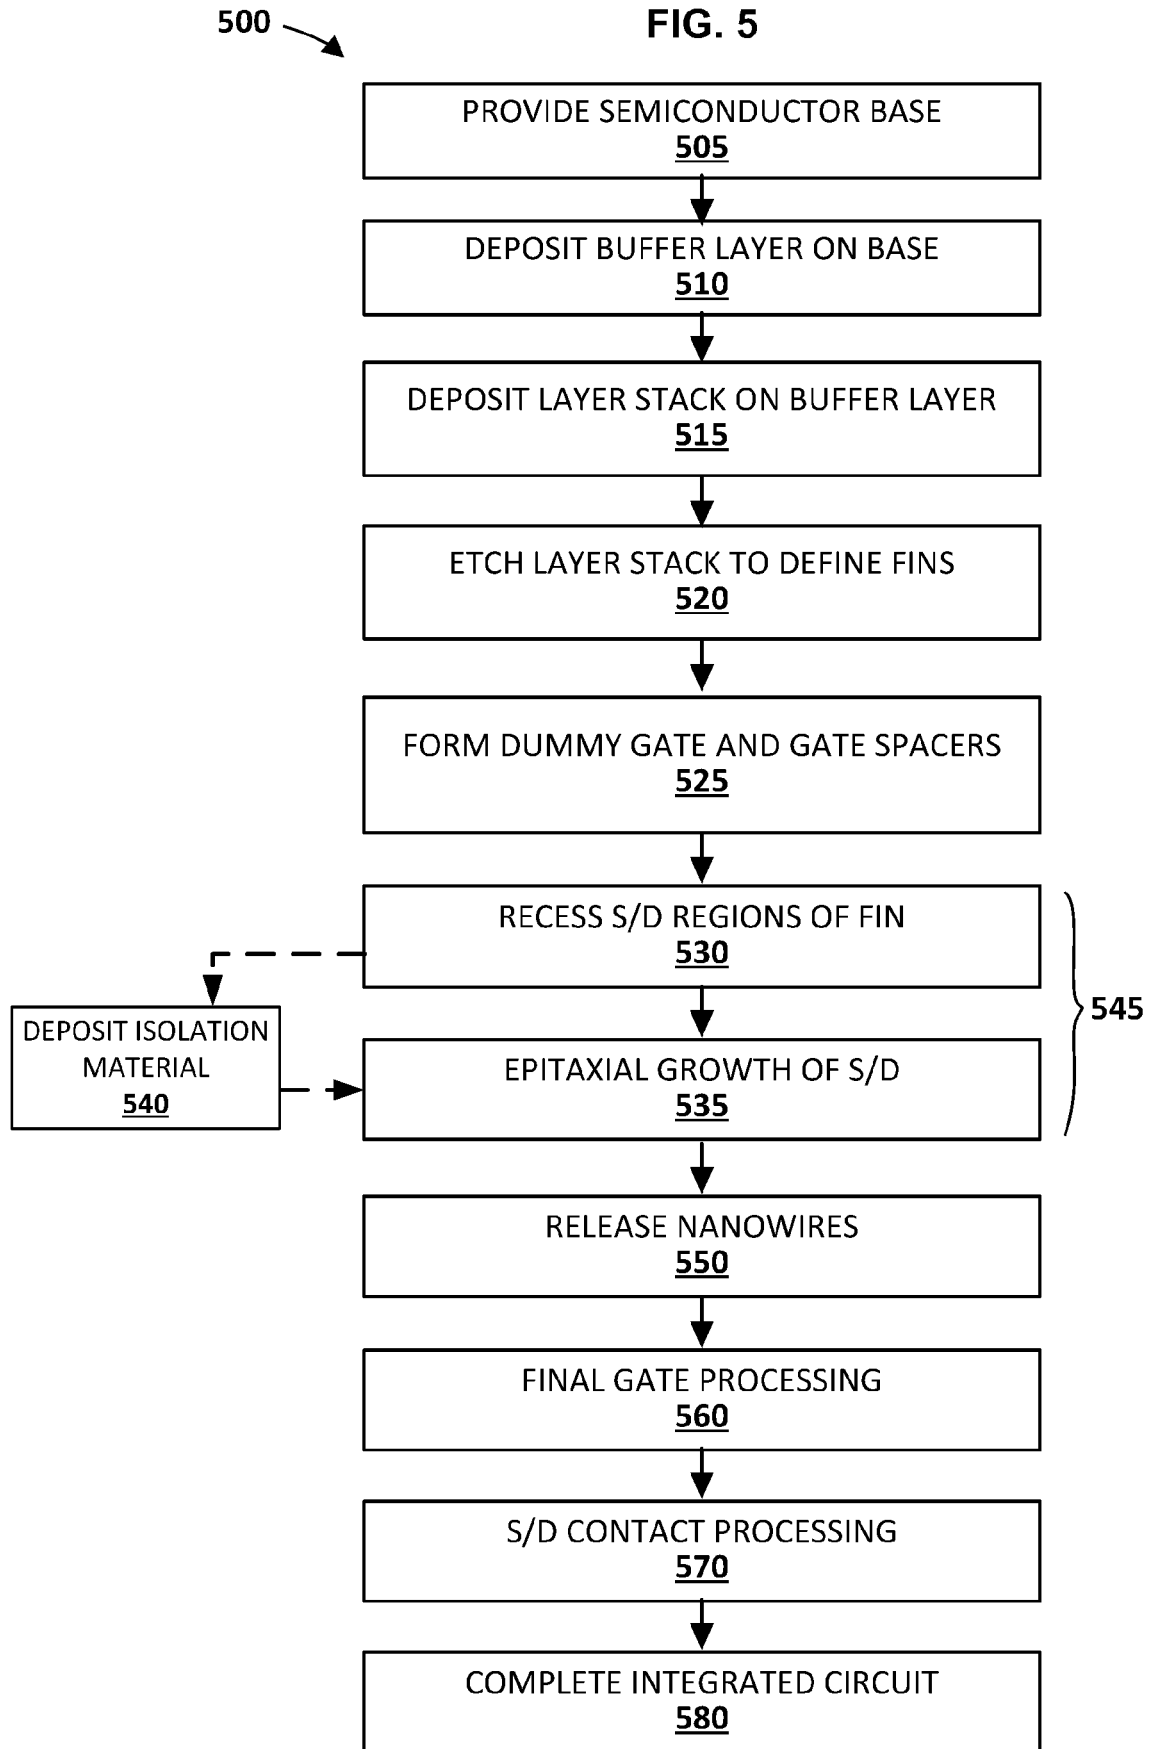 500
FIG. 5
PROVIDE SEMICONDUCTOR BASE
505
DEPOSIT BUFFER LAYER ON BASE
510
DEPOSIT LAYER STACK ON BUFFER LAYER
515
ETCH LAYER STACK TO DEFINE FINS
520
FORM DUMMY GATE AND GATE SPACERS
525
RECESS S/D REGIONS OF FIN
530
DEPOSIT ISOLATION
MATERIAL
540
EPITAXIAL GROWTH OF S/D
535
545
RELEASE NANOWIRES
550
FINAL GATE PROCESSING
560
S/D CONTACT PROCESSING
570
COMPLETE INTEGRATED CIRCUIT
580